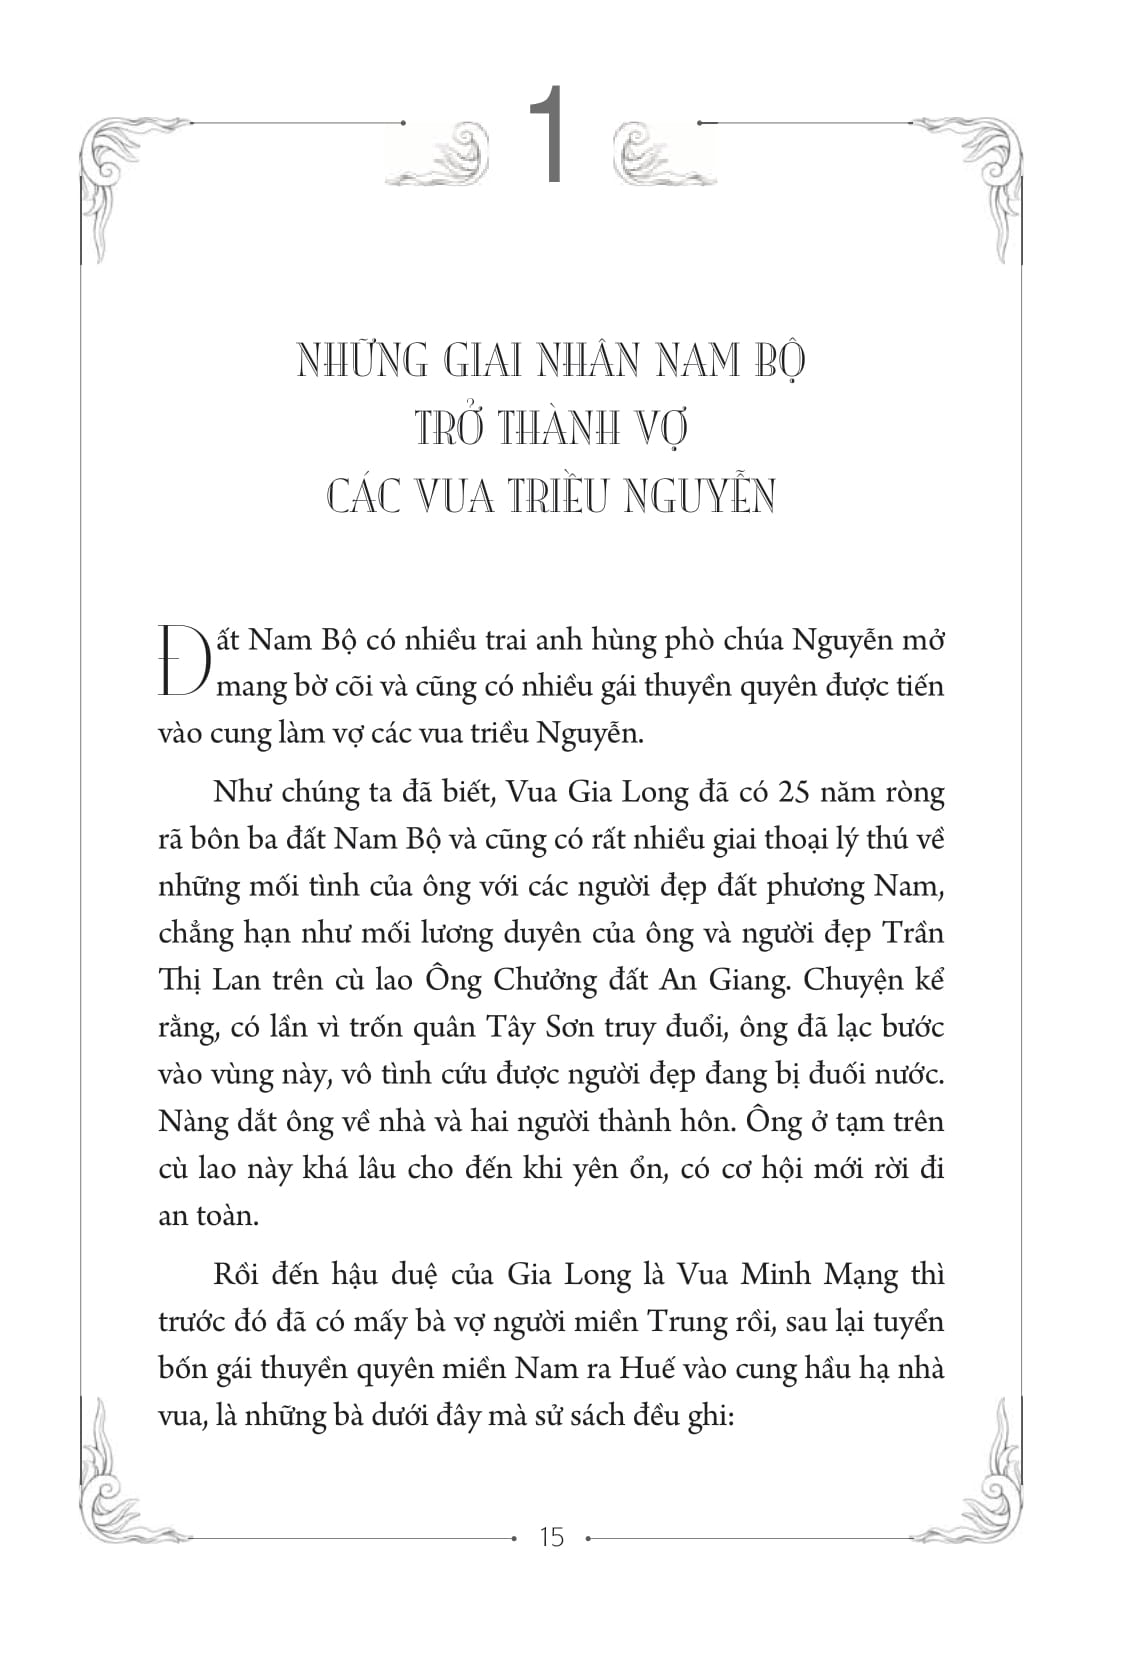 1
NHỮNG GIAI NHÂN NAM BỘ
TRỞ THÀNH VỢ
CÁC VUA TRIỀU NGUYỄN
Đất Nam Bộ có nhiều trai anh hùng phò chúa Nguyễn mở
mang bờ cõi và cũng có nhiều gái thuyền quyên được tiến
vào cung làm vợ các vua triều Nguyễn.
Như chúng ta đã biết, Vua Gia Long đã có 25 năm ròng
rã bôn ba đất Nam Bộ và cũng có rất nhiều giai thoại lý thú về
những mối tình của ông với các người đẹp đất phương Nam,
chẳng hạn như mối lương duyên của ông và người đẹp Trần
Thị Lan trên cù lao Ông Chưởng đất An Giang. Chuyện kể
rằng, có lần vì trốn quân Tây Sơn truy đuổi, ông đã lạc bước
vào vùng này, vô tình cứu được người đẹp đang bị đuối nước.
Nàng dắt ông về nhà và hai người thành hôn. Ông ở tạm trên
cù lao này khá lâu cho đến khi yên ổn, có cơ hội mới rời đi
an toàn.
Rồi đến hậu duệ của Gia Long là Vua Minh Mạng thì
trước đó đã có mấy bà vợ người miền Trung rồi, sau lại tuyển
bốn gái thuyền quyên miền Nam ra Huế vào cung hầu hạ nhà
vua, là những bà dưới đây mà sử sách đều ghi:
15